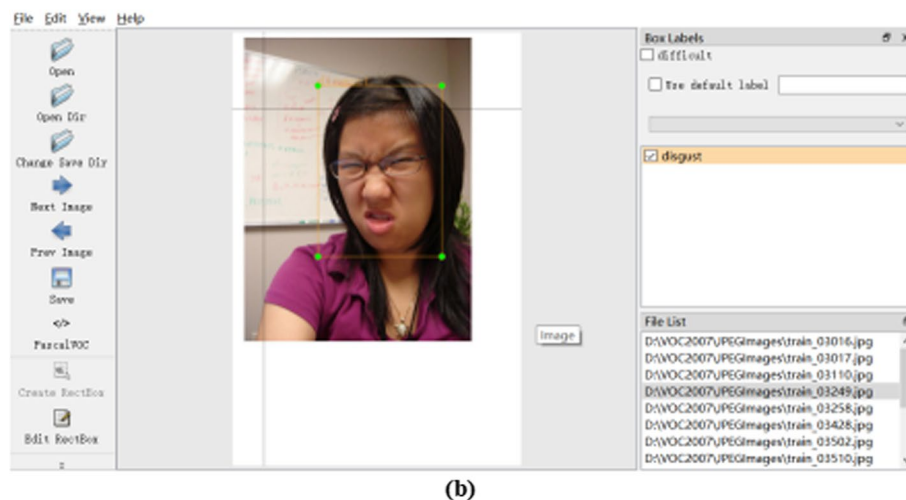 File Edit View Help
Open
Open Dir
Change Save Dir
Next Image
Prev Image
Save
</>
PascalVOC
Create RectBox
Edit RectBox
Box Labels
difficult
Use default label
disgust
Image
File List
D:\VOC2007\JPEGImages\train_03016.jpg
D:\VOC2007\JPEGImages\train_03017.jpg
D:\VOC2007\JPEGImages\train_03110.jpg
D:\VOC2007\JPEGImages\train_03249.jpg
D:\VOC2007\JPEGImages\train_03258.jpg
D:\VOC2007\JPEGImages\train_03428.jpg
D:\VOC2007\JPEGImages\train_03502.jpg
D:\VOC2007\JPEGImages\train_03510.jpg
(b)